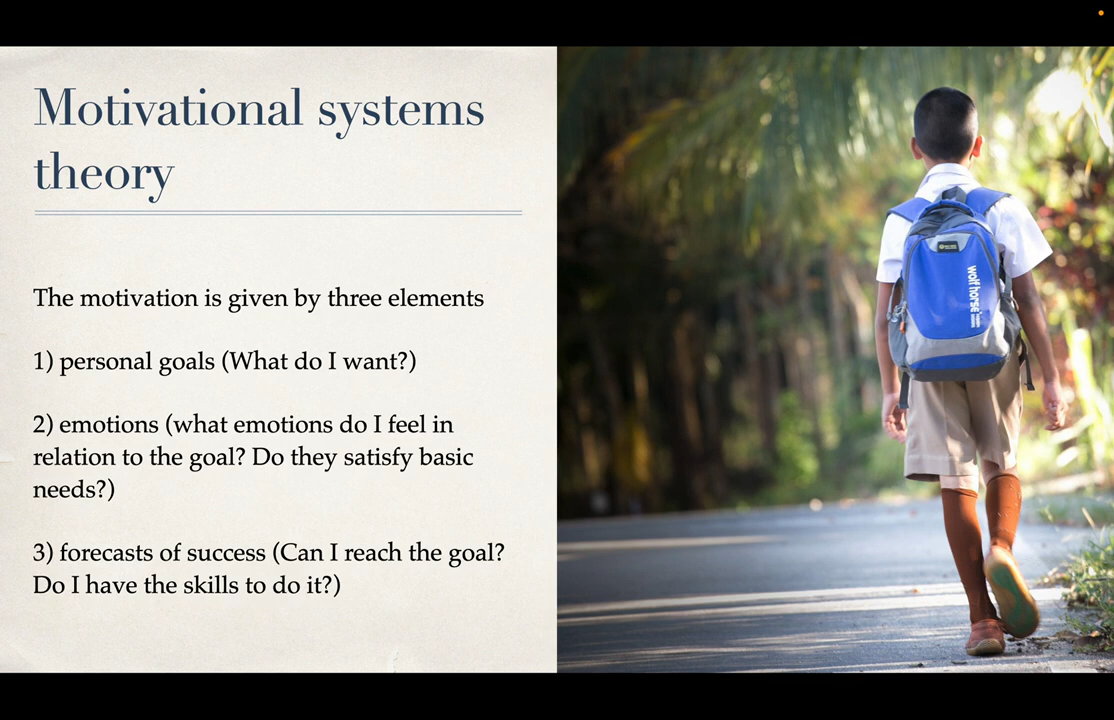 Motivational systems
theory
The motivation is given by three elements
1) personal goals (What do I want?)
2) emotions (what emotions do I feel in
relation to the goal? Do they satisfy basic
needs?)
3) forecasts of success (Can I reach the goal?
Do I have the skills to do it?)
wolf horse